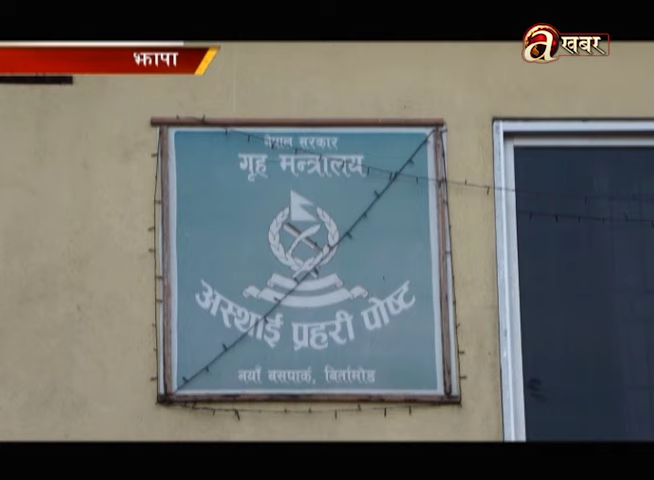 झापा
a खबर
नेपाल सरकार
गृह मन्त्रालय
अस्थाई प्रहरी पोष्ट
नयाँ बसपार्क, बिर्तामोड